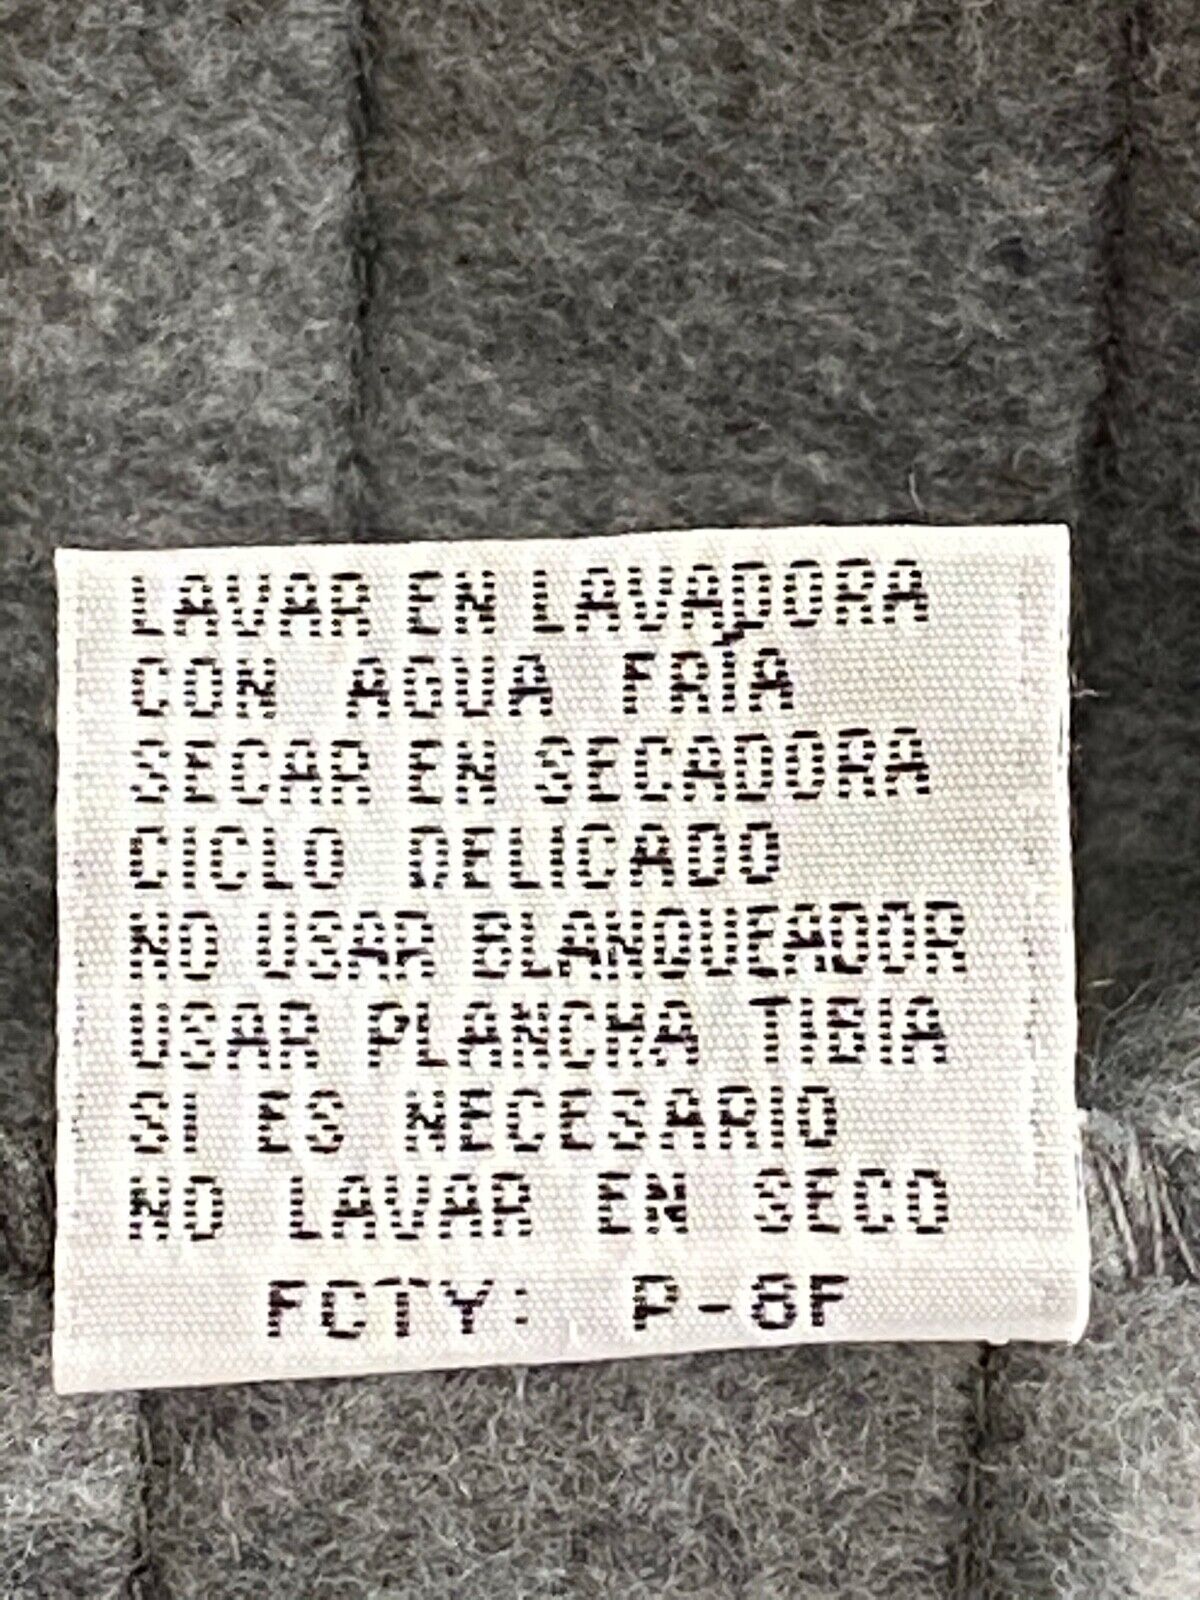 LAVAR EN LAVADORA
CON AGUA FRÍA
SECAR EN SECADORA
CICLO DELICADO
NO USAR BLANQUEADOR
USAR PLANCHA TIBIA
SI ES NECESARIO
NO LAVAR EN SECO
FCTY: P-8F